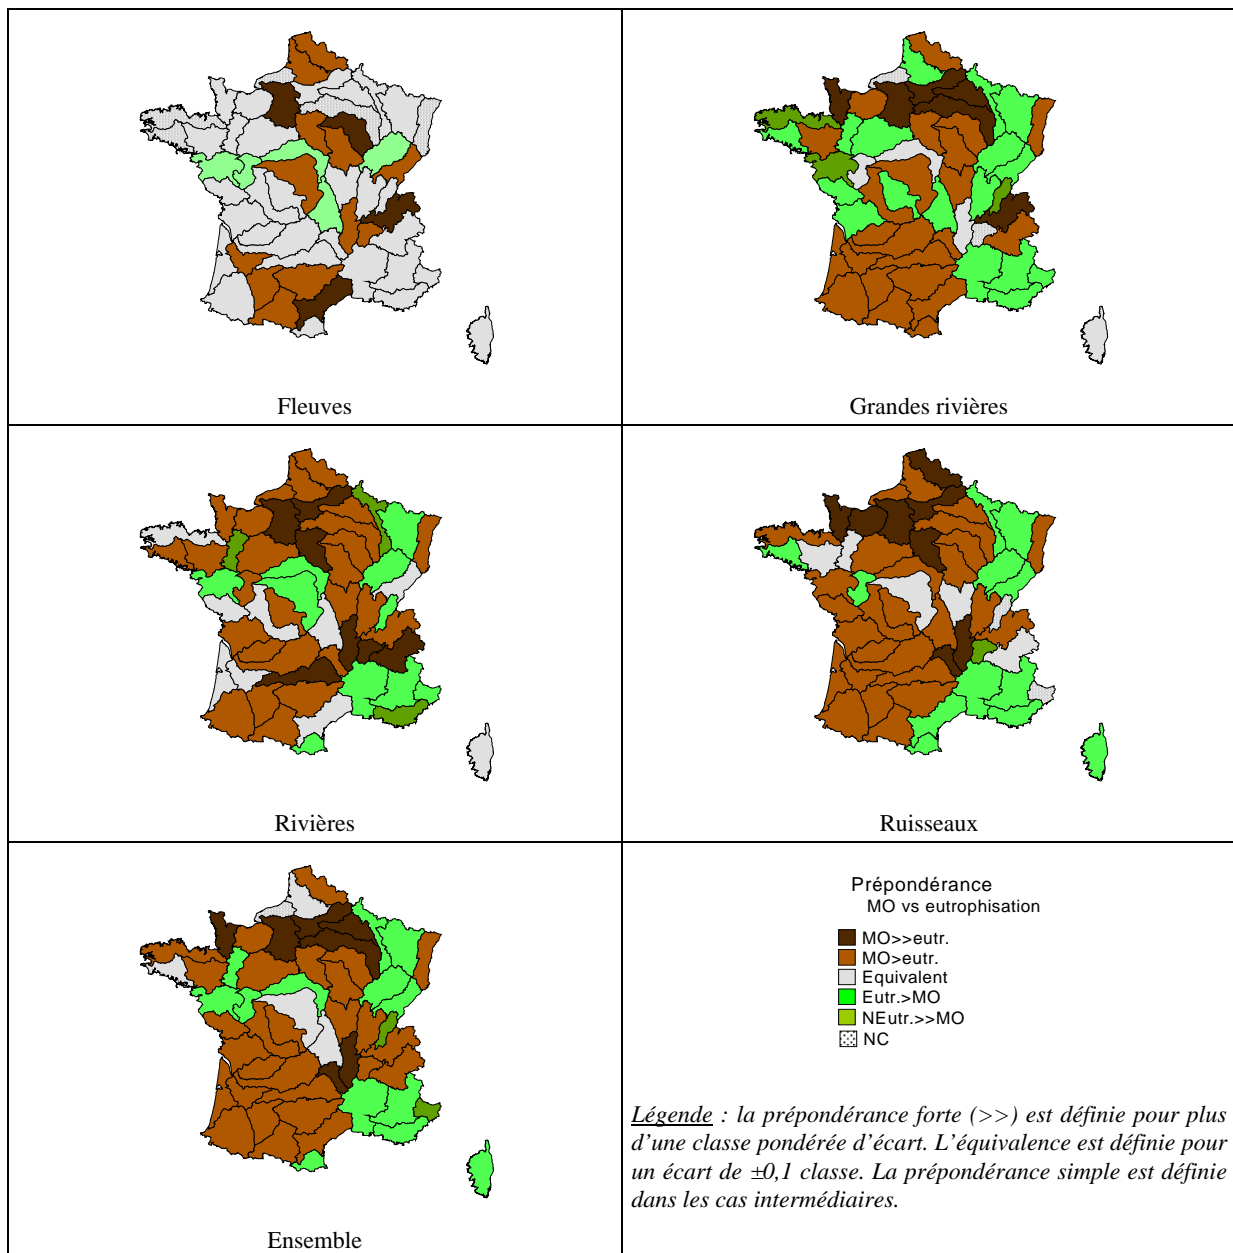 Fleuves
Grandes rivières
Rivières
Ruisseaux
Ensemble
Prépondérance
MO vs eutrophisation
MO>>eutr.
MO>eutr.
Equivalent
Eutr.>MO
NEutr.>>MO
NC
Légende : la prépondérance forte (>>) est définie pour plus
d'une classe pondérée d'écart. L'équivalence est définie pour
un écart de ±0,1 classe. La prépondérance simple est définie
dans les cas intermédiaires.